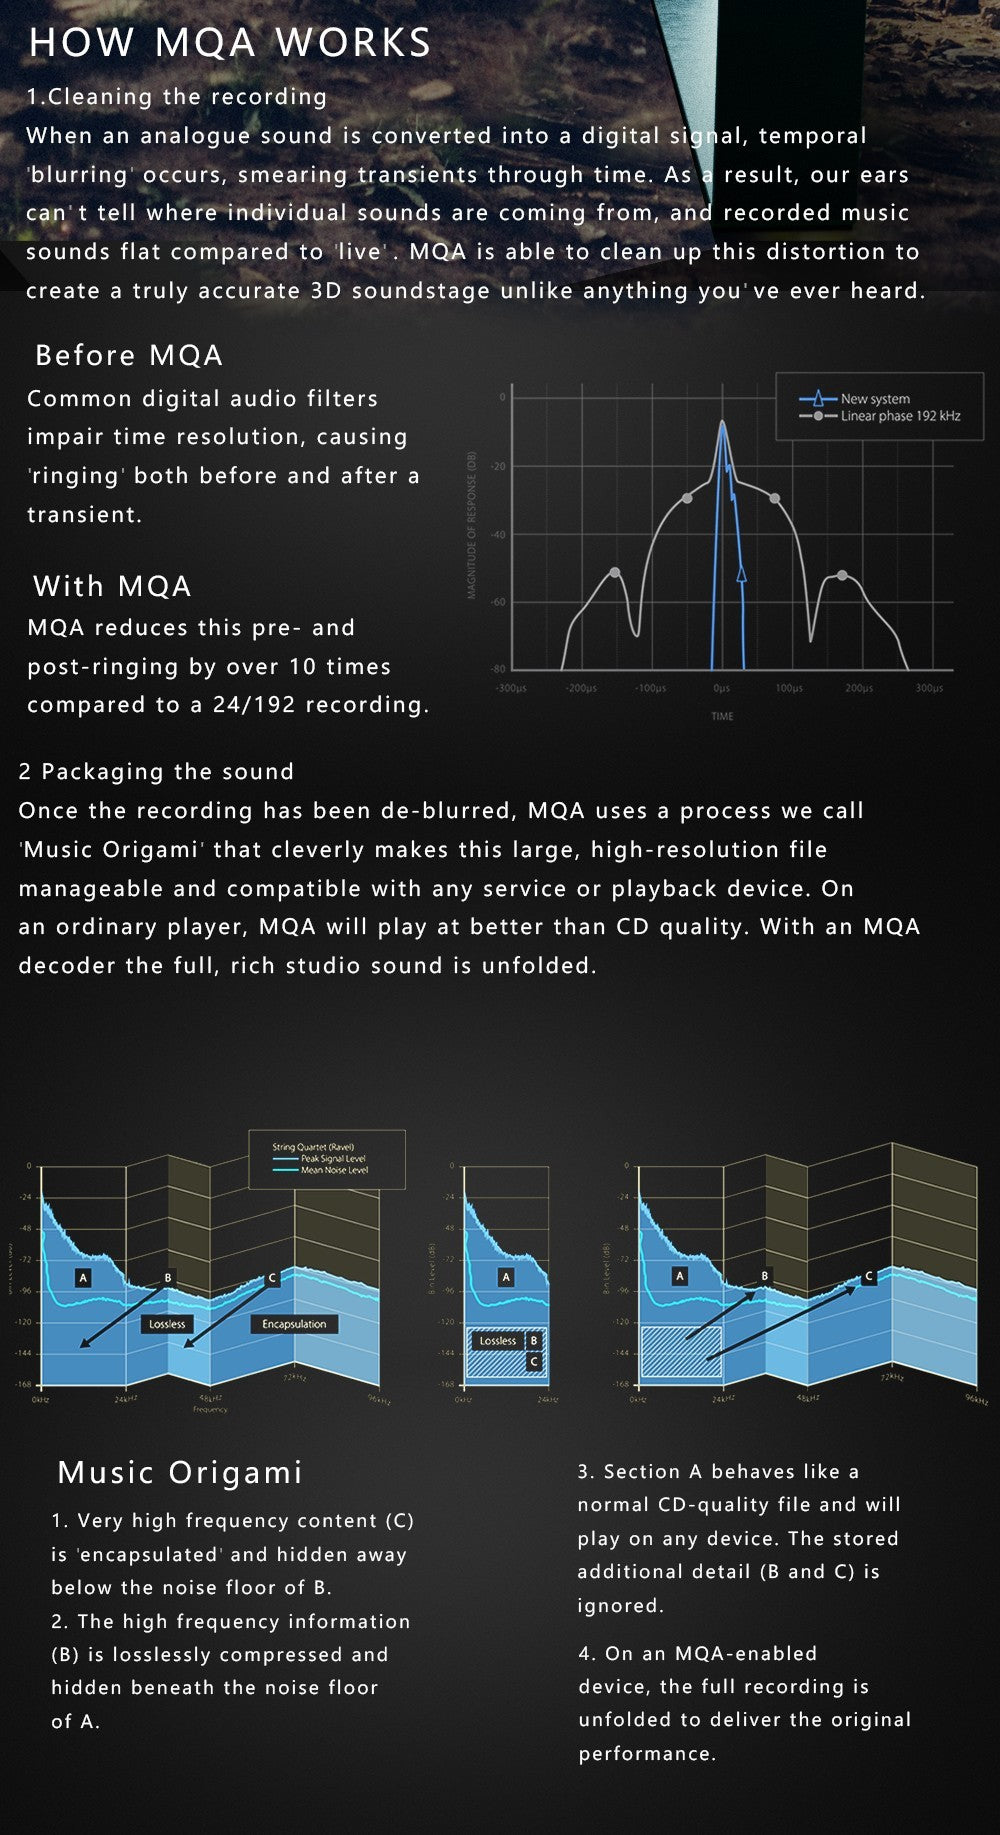 HOW MQA WORKS
1.Cleaning the recording
When an analogue sound is converted into a digital signal, temporal
'blurring' occurs, smearing transients through time. As a result, our ears
can't tell where individual sounds are coming from, and recorded music
sounds flat compared to 'live'. MQA is able to clean up this distortion to
create a truly accurate 3D soundstage unlike anything you've ever heard.
Before MQA
Common digital audio filters
impair time resolution, causing
'ringing' both before and after a
transient.
With MQA
MQA reduces this pre- and
post-ringing by over 10 times
compared to a 24/192 recording.
New system
Linear phase 192 kHz
MAGNITUDE OF RESPONSE (DB)
0
-20
-40
-60
-80
-300µs -200µs -100µs 0µs 100µs 200µs 300µs
TIME
2 Packaging the sound
Once the recording has been de-blurred, MQA uses a process we call
'Music Origami' that cleverly makes this large, high-resolution file
manageable and compatible with any service or playback device. On
an ordinary player, MQA will play at better than CD quality. With an MQA
decoder the full, rich studio sound is unfolded.
String Quartet (Ravel)
Peak Signal Level
Mean Noise Level
0
-24
-48
-72
-96
-120
-144
-168
A
B
C
Lossless
Encapsulation
0kHz 24kHz 48kHz 72kHz 96kHz
Frequency
Bin Level (dB)
0
-24
-48
-72
-96
-120
-144
-168
A
Lossless B
C
0kHz 24kHz
Bin Level (dB)
0
-24
-48
-72
-96
-120
-144
-168
A
B
C
0kHz 24kHz 48kHz 72kHz 96kHz
Music Origami
1. Very high frequency content (C)
is 'encapsulated' and hidden away
below the noise floor of B.
2. The high frequency information
(B) is losslessly compressed and
hidden beneath the noise floor
of A.
3. Section A behaves like a
normal CD-quality file and will
play on any device. The stored
additional detail (B and C) is
ignored.
4. On an MQA-enabled
device, the full recording is
unfolded to deliver the original
performance.